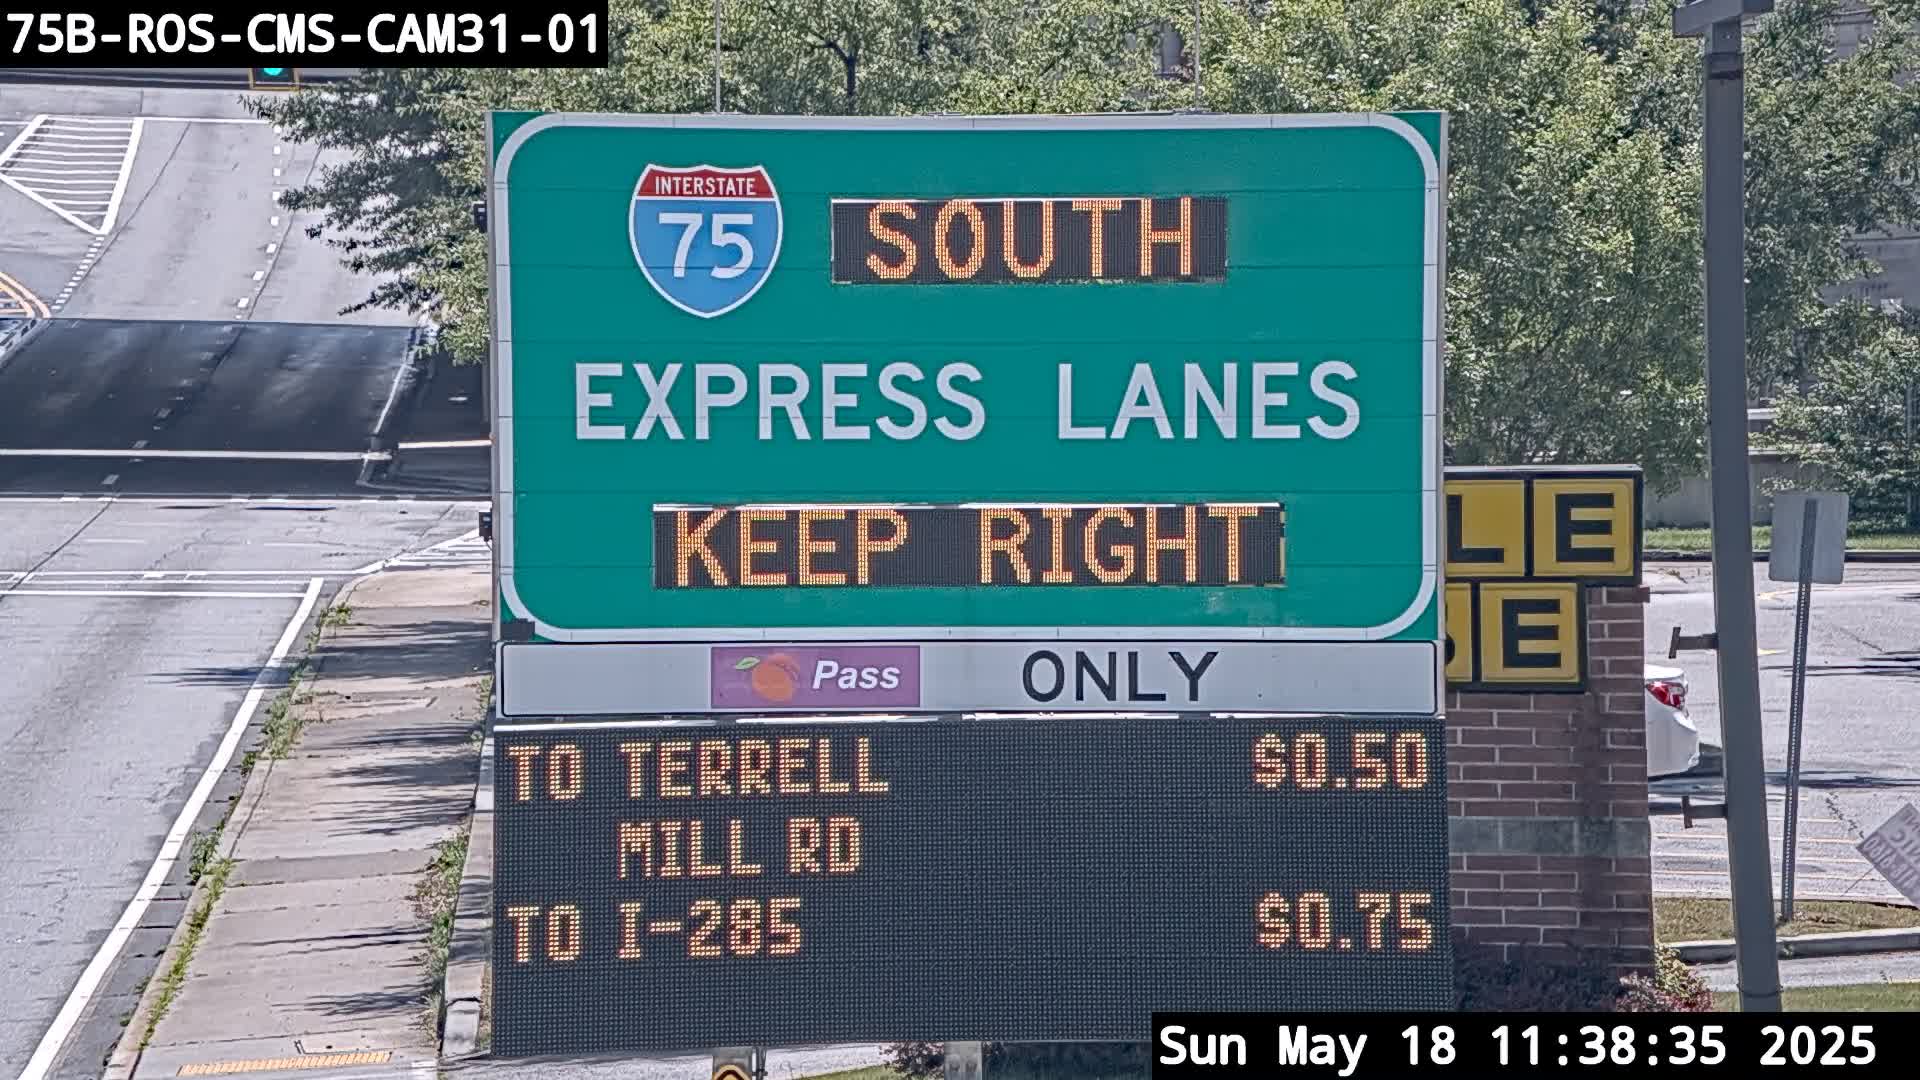 75B-ROS-CMS-CAM31-01
INTERSTATE
75
SOUTH
EXPRESS LANES
KEEP RIGHT
Pass ONLY
TO TERRELL $0.50
MILL RD
TO I-285 $0.75
LE
E
Sun May 18 11:38:35 2025